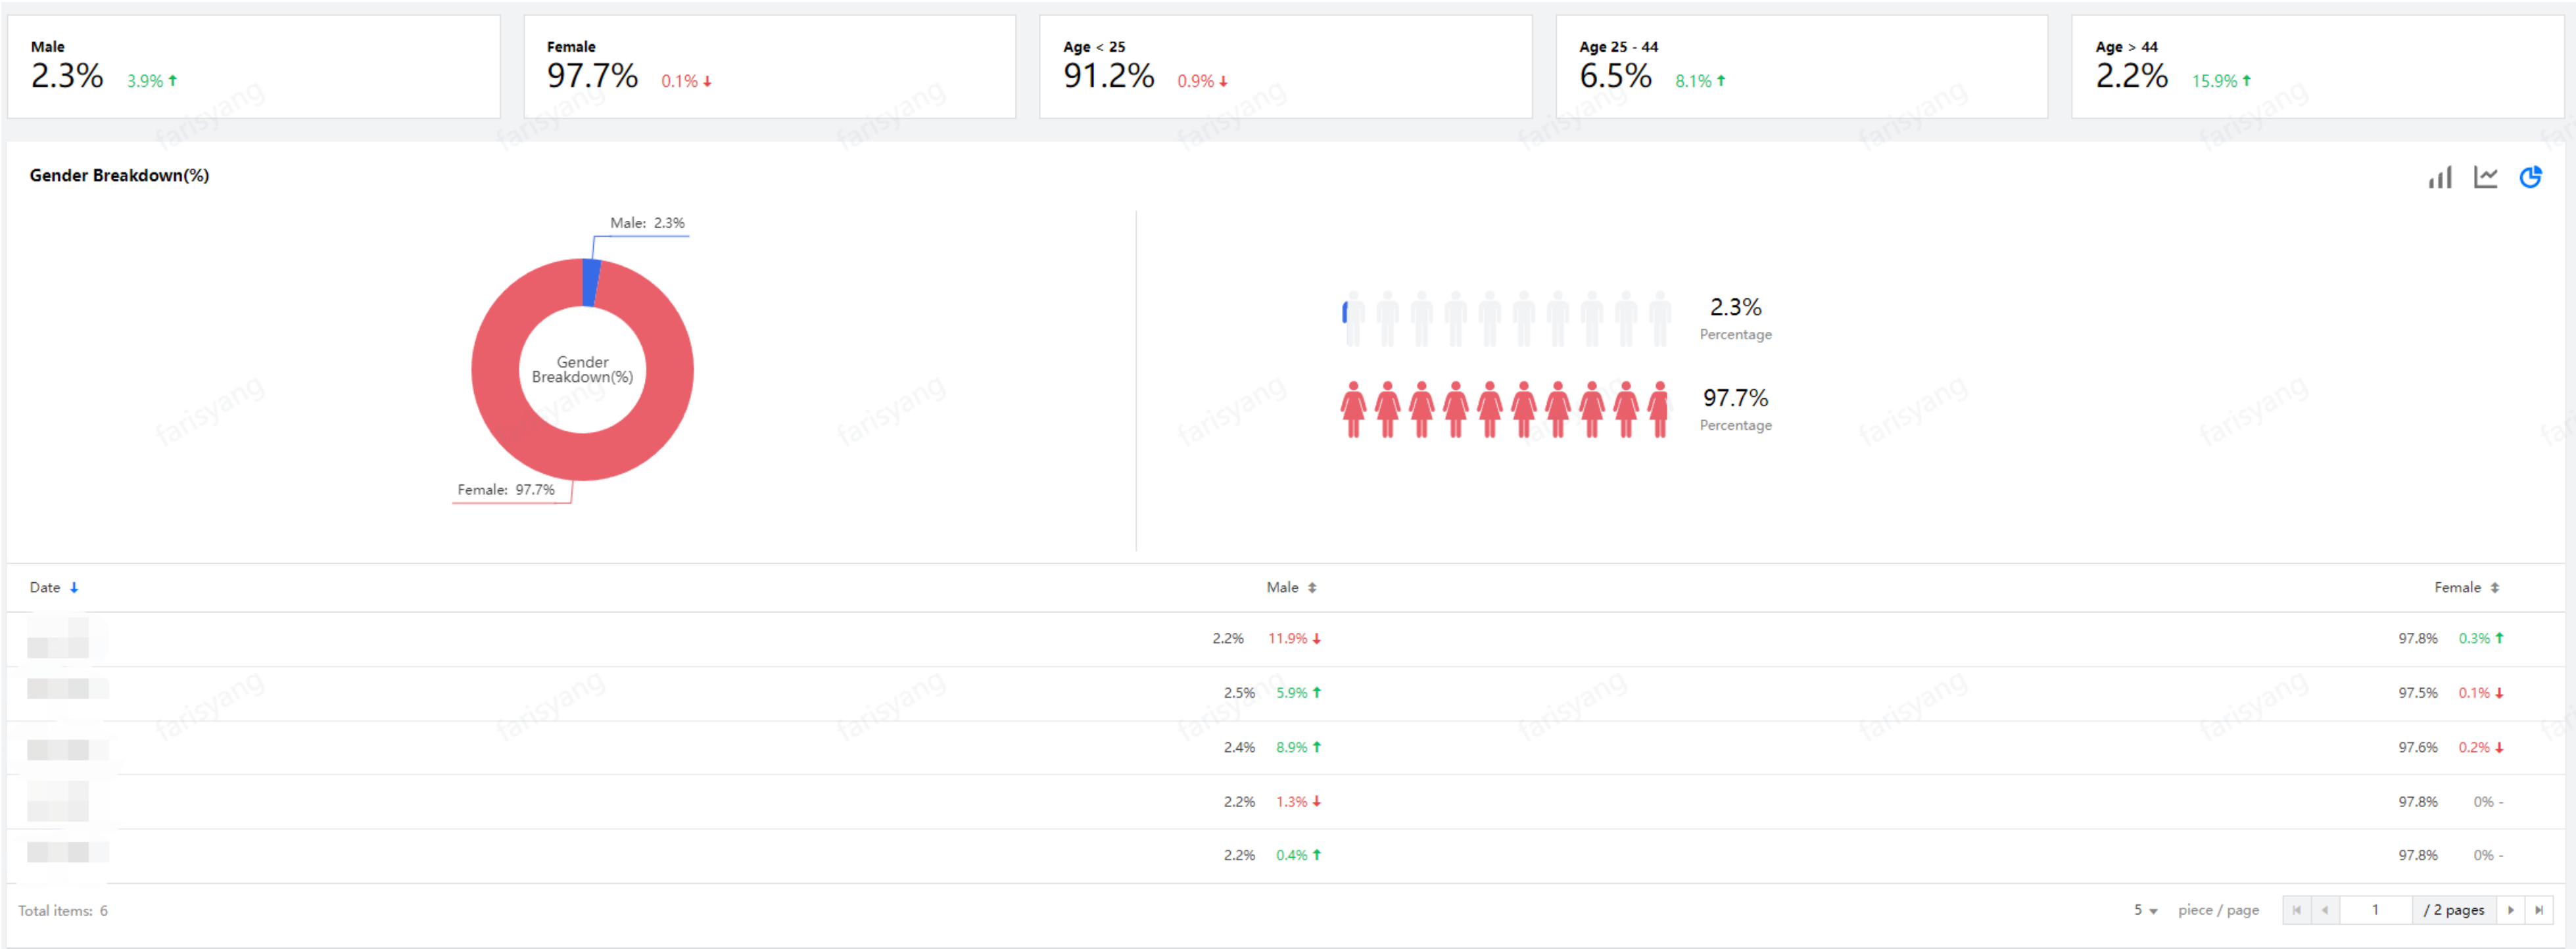 Male
2.3% 3.9%
Female
97.7% 0.1%
Age < 25
91.2% 0.9%
Age 25 - 44
6.5% 8.1%
Age > 44
2.2% 15.9%
Gender Breakdown(%)
Male: 2.3%
Gender
Breakdown(%)
Female: 97.7%
2.3%
Percentage
97.7%
Percentage
Date Male Female
2.2% 11.9% 97.8% 0.3%
2.5% 5.9% 97.5% 0.1%
2.4% 8.9% 97.6% 0.2%
2.2% 1.3% 97.8% 0% -
2.2% 0.4% 97.8% 0% -
Total items: 6 5 piece / page 1 / 2 pages
farisyang